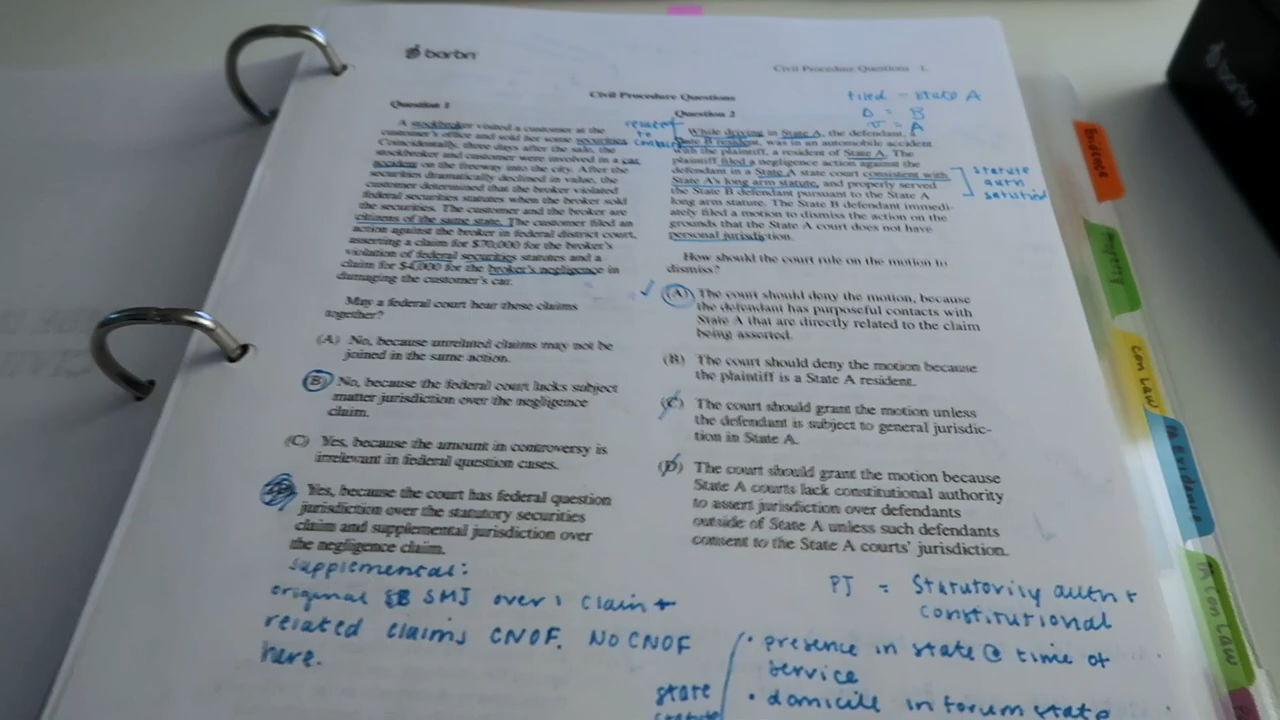 barbri
Civil Procedure Questions 1.
Civil Procedure Questions
Question 1
A stockbroker visited a customer at the
customer's office and sold her some securities.
Coincidentally, three days after the sale, the
stockbroker and customer were involved in a car
accident on the freeway into the city. After the
securities dramatically declined in value, the
customer determined that the broker violated
federal securities statutes when the broker sold
the securities. The customer and the broker are
citizens of the same state. The customer filed an
action against the broker in federal district court,
asserting a claim for $70,000 for the broker's
violation of federal securities statutes and a
claim for $4,000 for the broker's negligence in
damaging the customer's car.
May a federal court hear these claims
together?
(A) No, because unrelated claims may not be
joined in the same action.
(B) No, because the federal court lacks subject
matter jurisdiction over the negligence
claim.
(C) Yes, because the amount in controversy is
irrelevant in federal question cases.
Yes, because the court has federal question
jurisdiction over the statutory securities
claim and supplemental jurisdiction over
the negligence claim.
supplemental:
original SMJ over 1 claim +
related claims CNOF. NO CNOF
here.
filed - state A
D = B
π = A
Question 2
While driving in State A, the defendant, a
State B resident, was in an automobile accident
with the plaintiff, a resident of State A. The
plaintiff filed a negligence action against the
defendant in a State A state court consistent with
State A's long arm statute, and properly served
the State B defendant pursuant to the State A
long arm statute. The State B defendant immedi-
ately filed a motion to dismiss the action on the
grounds that the State A court does not have
personal jurisdiction.
statute
auth
satisfied
How should the court rule on the motion to
dismiss?
(A) The court should deny the motion, because
the defendant has purposeful contacts with
State A that are directly related to the claim
being asserted.
(B) The court should deny the motion because
the plaintiff is a State A resident.
(C) The court should grant the motion unless
the defendant is subject to general jurisdic-
tion in State A.
(D) The court should grant the motion because
State A courts lack constitutional authority
to assert jurisdiction over defendants
outside of State A unless such defendants
consent to the State A courts' jurisdiction.
PJ = Statutorily auth +
constitutional
state
statute
• presence in state @ time of
service
• domicile in forum state
Evidence
Property
Con Law
Evidence
Con Law
barbri